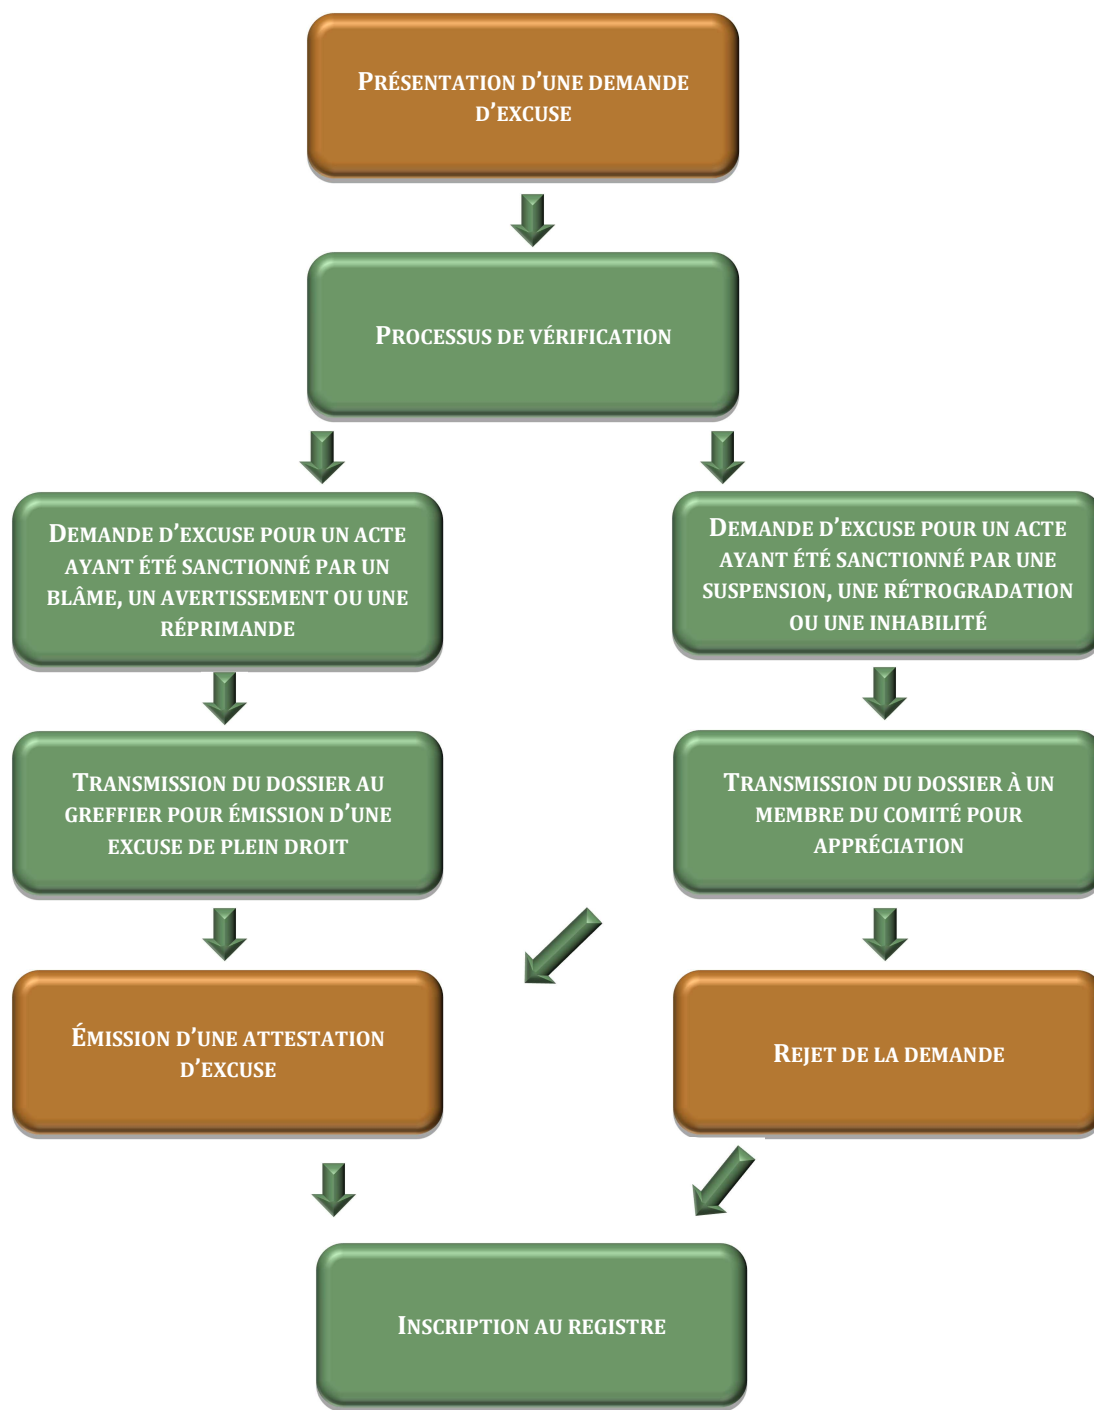 PRÉSENTATION D'UNE DEMANDE
D'EXCUSE
PROCESSUS DE VÉRIFICATION
DEMANDE D'EXCUSE POUR UN ACTE
AYANT ÉTÉ SANCTIONNÉ PAR UN
BLÂME, UN AVERTISSEMENT OU UNE
RÉPRIMANDE
DEMANDE D'EXCUSE POUR UN ACTE
AYANT ÉTÉ SANCTIONNÉ PAR UNE
SUSPENSION, UNE RÉTROGRADATION
OU UNE INHABILITÉ
TRANSMISSION DU DOSSIER AU
GREFFIER POUR ÉMISSION D'UNE
EXCUSE DE PLEIN DROIT
TRANSMISSION DU DOSSIER À UN
MEMBRE DU COMITÉ POUR
APPRÉCIATION
ÉMISSION D'UNE ATTESTATION
D'EXCUSE
REJET DE LA DEMANDE
INSCRIPTION AU REGISTRE